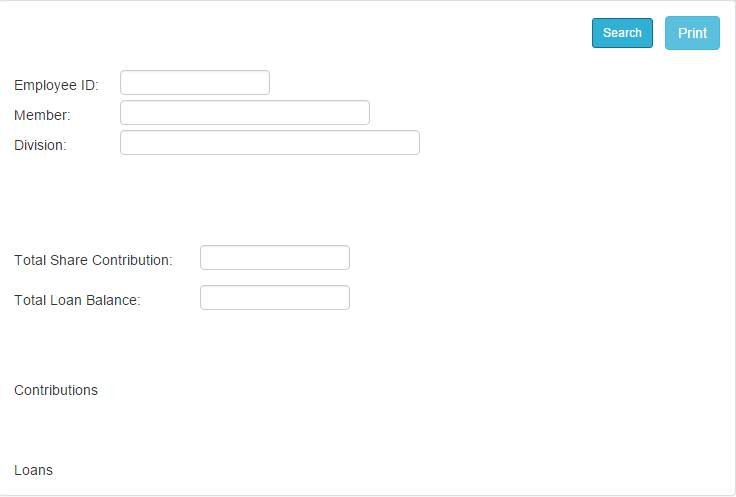 Search Print
Employee ID:
Member:
Division:
Total Share Contribution:
Total Loan Balance:
Contributions
Loans